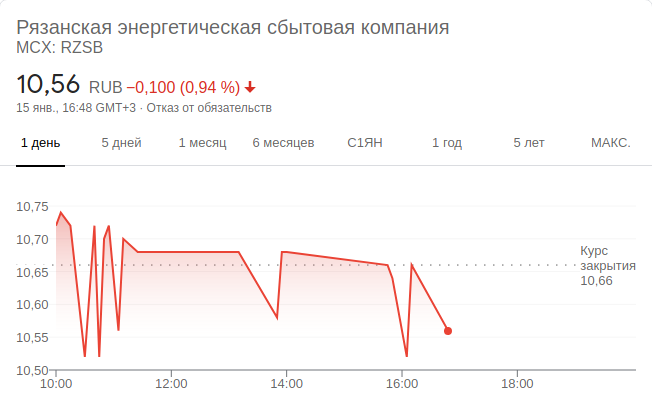 Рязанская энергетическая сбытовая компания
MCX: RZSB
10,56 RUB −0,100 (0,94 %)
15 янв., 16:48 GMT+3 · Отказ от обязательств
1 день 5 дней 1 месяц 6 месяцев С1ЯН 1 год 5 лет МАКС.
10,75
10,70
10,65
10,60
10,55
10,50
Курс
закрытия
10,66
10:00 12:00 14:00 16:00 18:00